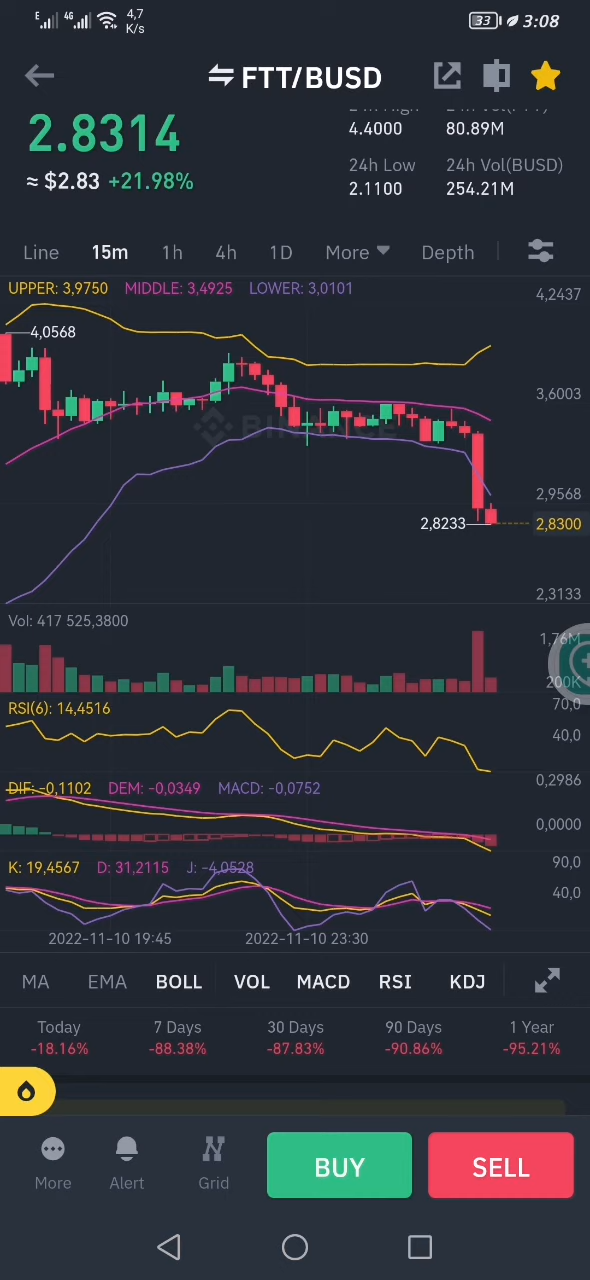 E 4G 4,7 K/s 33 3:08
FTT/BUSD
2.8314
≈ $2.83 +21.98%
4.4000 80.89M
24h Low 24h Vol(BUSD)
2.1100 254.21M
Line 15m 1h 4h 1D More Depth
UPPER: 3,9750 MIDDLE: 3,4925 LOWER: 3,0101
4,2437
4,0568
3,6003
BINANCE
2,9568
2,8233
2,8300
2,3133
Vol: 417 525,3800
1,76M
200K
RSI(6): 14,4516
70,0
40,0
DIF: -0,1102 DEM: -0,0349 MACD: -0,0752
0,2986
0,0000
K: 19,4567 D: 31,2115 J: -4,0528
90,0
40,0
2022-11-10 19:45 2022-11-10 23:30
MA EMA BOLL VOL MACD RSI KDJ
Today 7 Days 30 Days 90 Days 1 Year
-18.16% -88.38% -87.83% -90.86% -95.21%
More Alert Grid BUY SELL